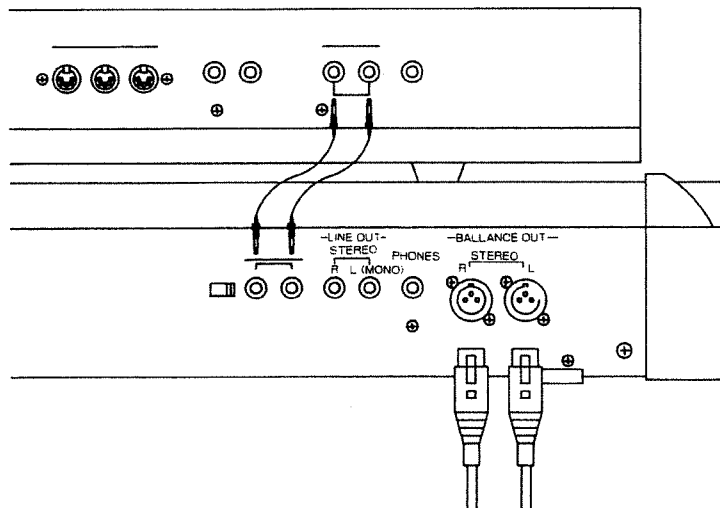 -LINE OUT-
STEREO
R L (MONO)
PHONES
-BALLANCE OUT-
STEREO
R L